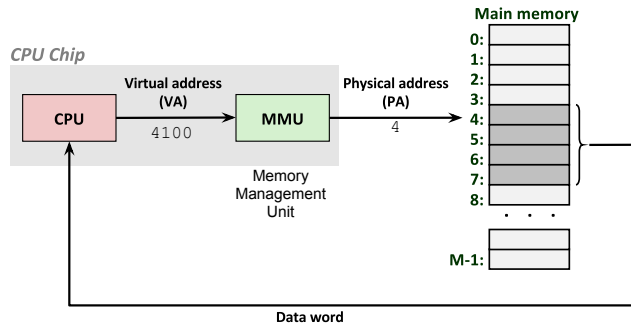 Main memory
0:
1:
2:
3:
4:
5:
6:
7:
8:
. . .
M-1:
CPU Chip
Virtual address
(VA)
4100
CPU
MMU
Physical address
(PA)
4
Memory
Management
Unit
Data word